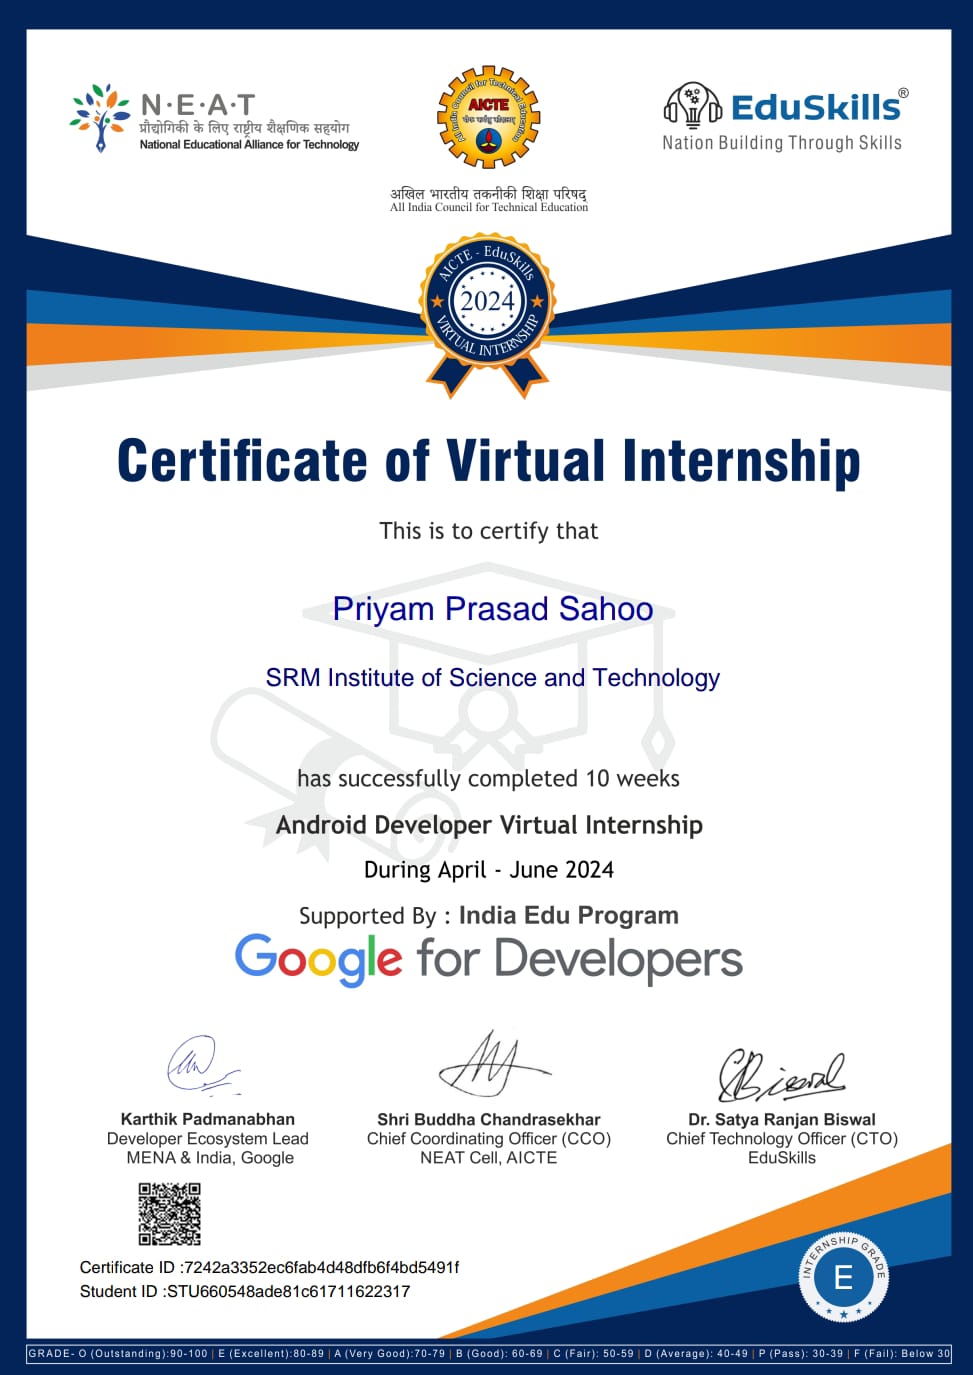 N·E·A·T
प्रौद्योगिकी के लिए राष्ट्रीय शैक्षणिक सहयोग
National Educational Alliance for Technology
All India Council for Technical Education
AICTE
EduSkills®
Nation Building Through Skills
अखिल भारतीय तकनीकी शिक्षा परिषद्
All India Council for Technical Education
AICTE - EduSkills
2024
VIRTUAL INTERNSHIP
Certificate of Virtual Internship
This is to certify that
Priyam Prasad Sahoo
SRM Institute of Science and Technology
has successfully completed 10 weeks
Android Developer Virtual Internship
During April - June 2024
Supported By : India Edu Program
Google for Developers
Karthik Padmanabhan
Developer Ecosystem Lead
MENA & India, Google
Shri Buddha Chandrasekhar
Chief Coordinating Officer (CCO)
NEAT Cell, AICTE
Dr. Satya Ranjan Biswal
Chief Technology Officer (CTO)
EduSkills
Certificate ID :7242a3352ec6fab4d48dfb6f4bd5491f
Student ID :STU660548ade81c61711622317
INTERNSHIP GRADE
E
GRADE- O (Outstanding):90-100 | E (Excellent):80-89 | A (Very Good):70-79 | B (Good): 60-69 | C (Fair): 50-59 | D (Average): 40-49 | P (Pass): 30-39 | F (Fail): Below 30